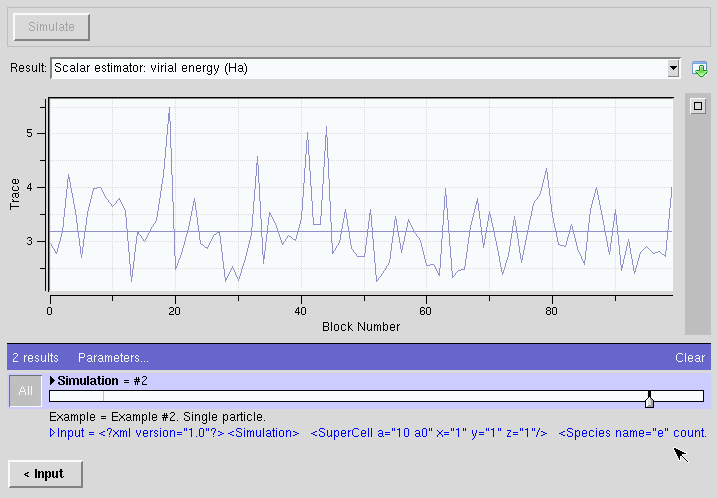 Simulate
Result: Scalar estimator: virial energy (Ha)
5
4
3
Trace
0 20 40 60 80
Block Number
2 results Parameters... Clear
All
Simulation = #2
Example = Example #2. Single particle.
Input = <?xml version="1.0"?> <Simulation> <SuperCell a="10 a0" x="1" y="1" z="1"/> <Species name="e" count.
< Input